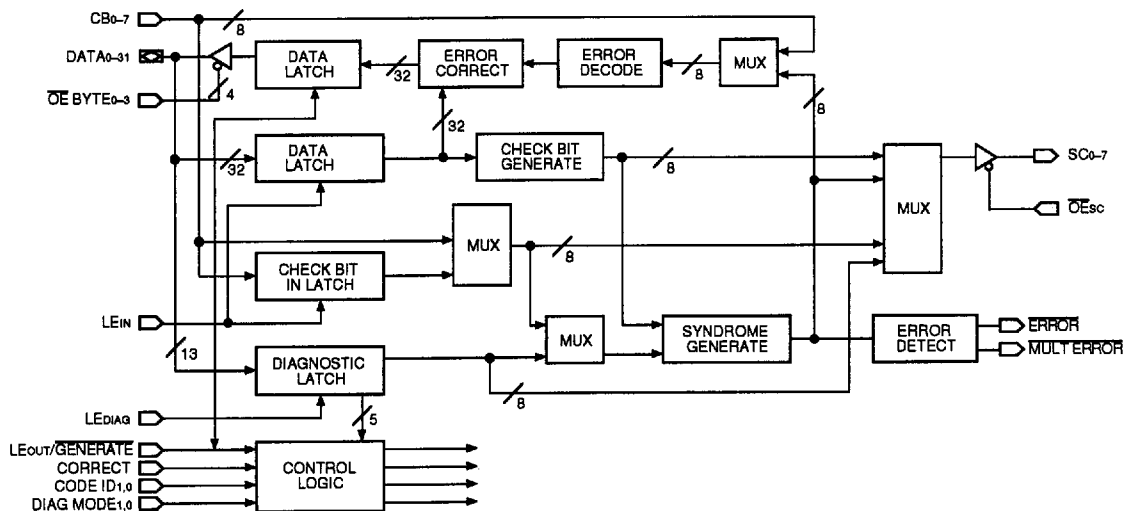 CB0–7
8
DATA0–31
DATA
LATCH
32
ERROR
CORRECT
ERROR
DECODE
8
MUX
OE BYTE0–3
4
8
32
32
DATA
LATCH
CHECK BIT
GENERATE
8
MUX
SC0–7
OESC
MUX
8
CHECK BIT
IN LATCH
LEIN
13
MUX
SYNDROME
GENERATE
ERROR
DETECT
ERROR
MULT ERROR
DIAGNOSTIC
LATCH
8
LEDIAG
5
LEOUT/GENERATE
CORRECT
CODE ID1,0
DIAG MODE1,0
CONTROL
LOGIC